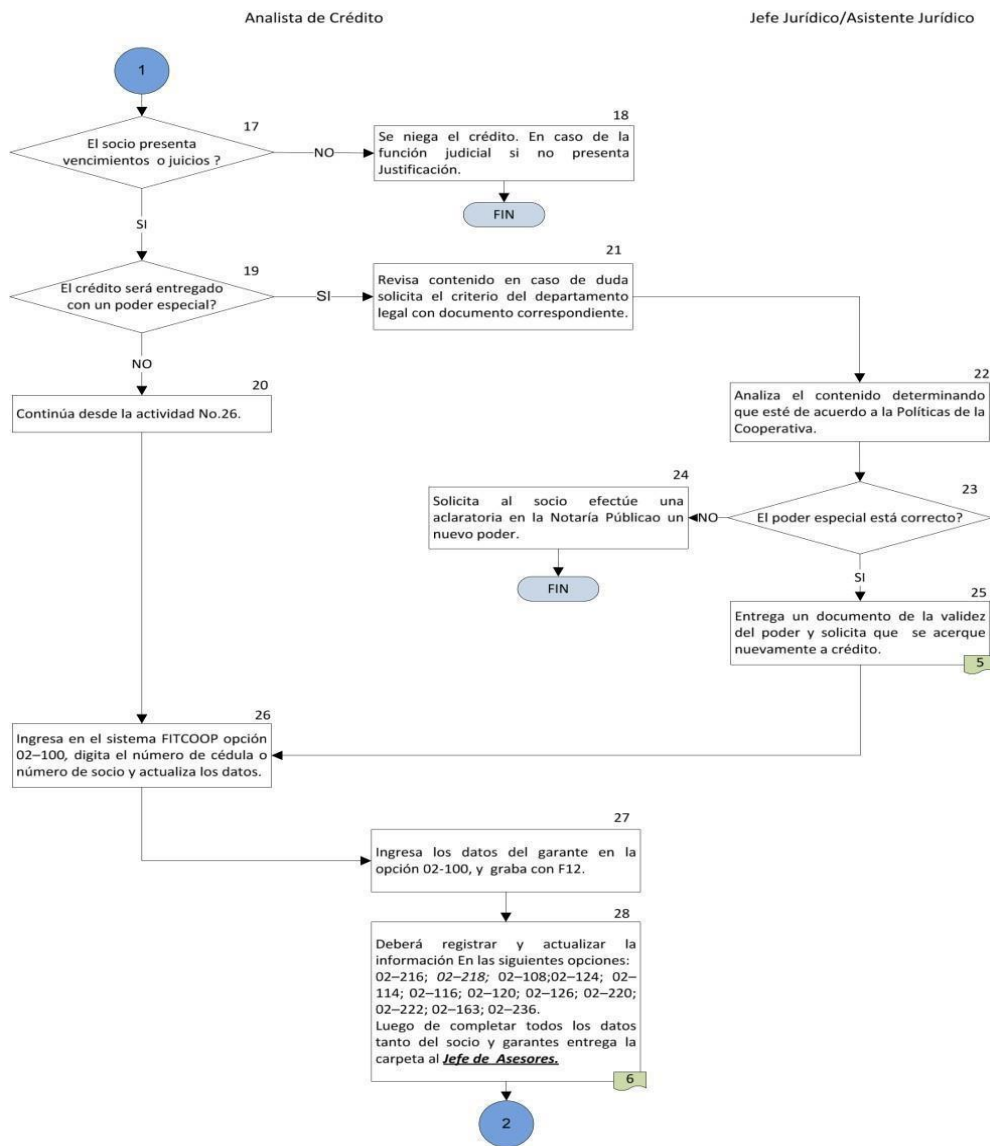 Analista de Crédito
Jefe Jurídico/Asistente Jurídico
1
17
El socio presenta
vencimientos o juicios ?
NO
18
Se niega el crédito. En caso de la
función judicial si no presenta
Justificación.
FIN
SI
19
El crédito será entregado
con un poder especial?
SI
21
Revisa contenido en caso de duda
solicita el criterio del departamento
legal con documento correspondiente.
NO
20
Continúa desde la actividad No.26.
22
Analiza el contenido determinando
que esté de acuerdo a la Políticas de la
Cooperativa.
23
El poder especial está correcto?
NO
24
Solicita al socio efectúe una
aclaratoria en la Notaría Públicao un
nuevo poder.
FIN
SI
25
Entrega un documento de la validez
del poder y solicita que se acerque
nuevamente a crédito.
5
26
Ingresa en el sistema FITCOOP opción
02–100, digita el número de cédula o
número de socio y actualiza los datos.
27
Ingresa los datos del garante en la
opción 02-100, y graba con F12.
28
Deberá registrar y actualizar la
información En las siguientes opciones:
02–216; 02–218; 02–108;02–124; 02–
114; 02–116; 02–120; 02–126; 02–220;
02–222; 02–163; 02–236.
Luego de completar todos los datos
tanto del socio y garantes entrega la
carpeta al Jefe de Asesores.
6
2